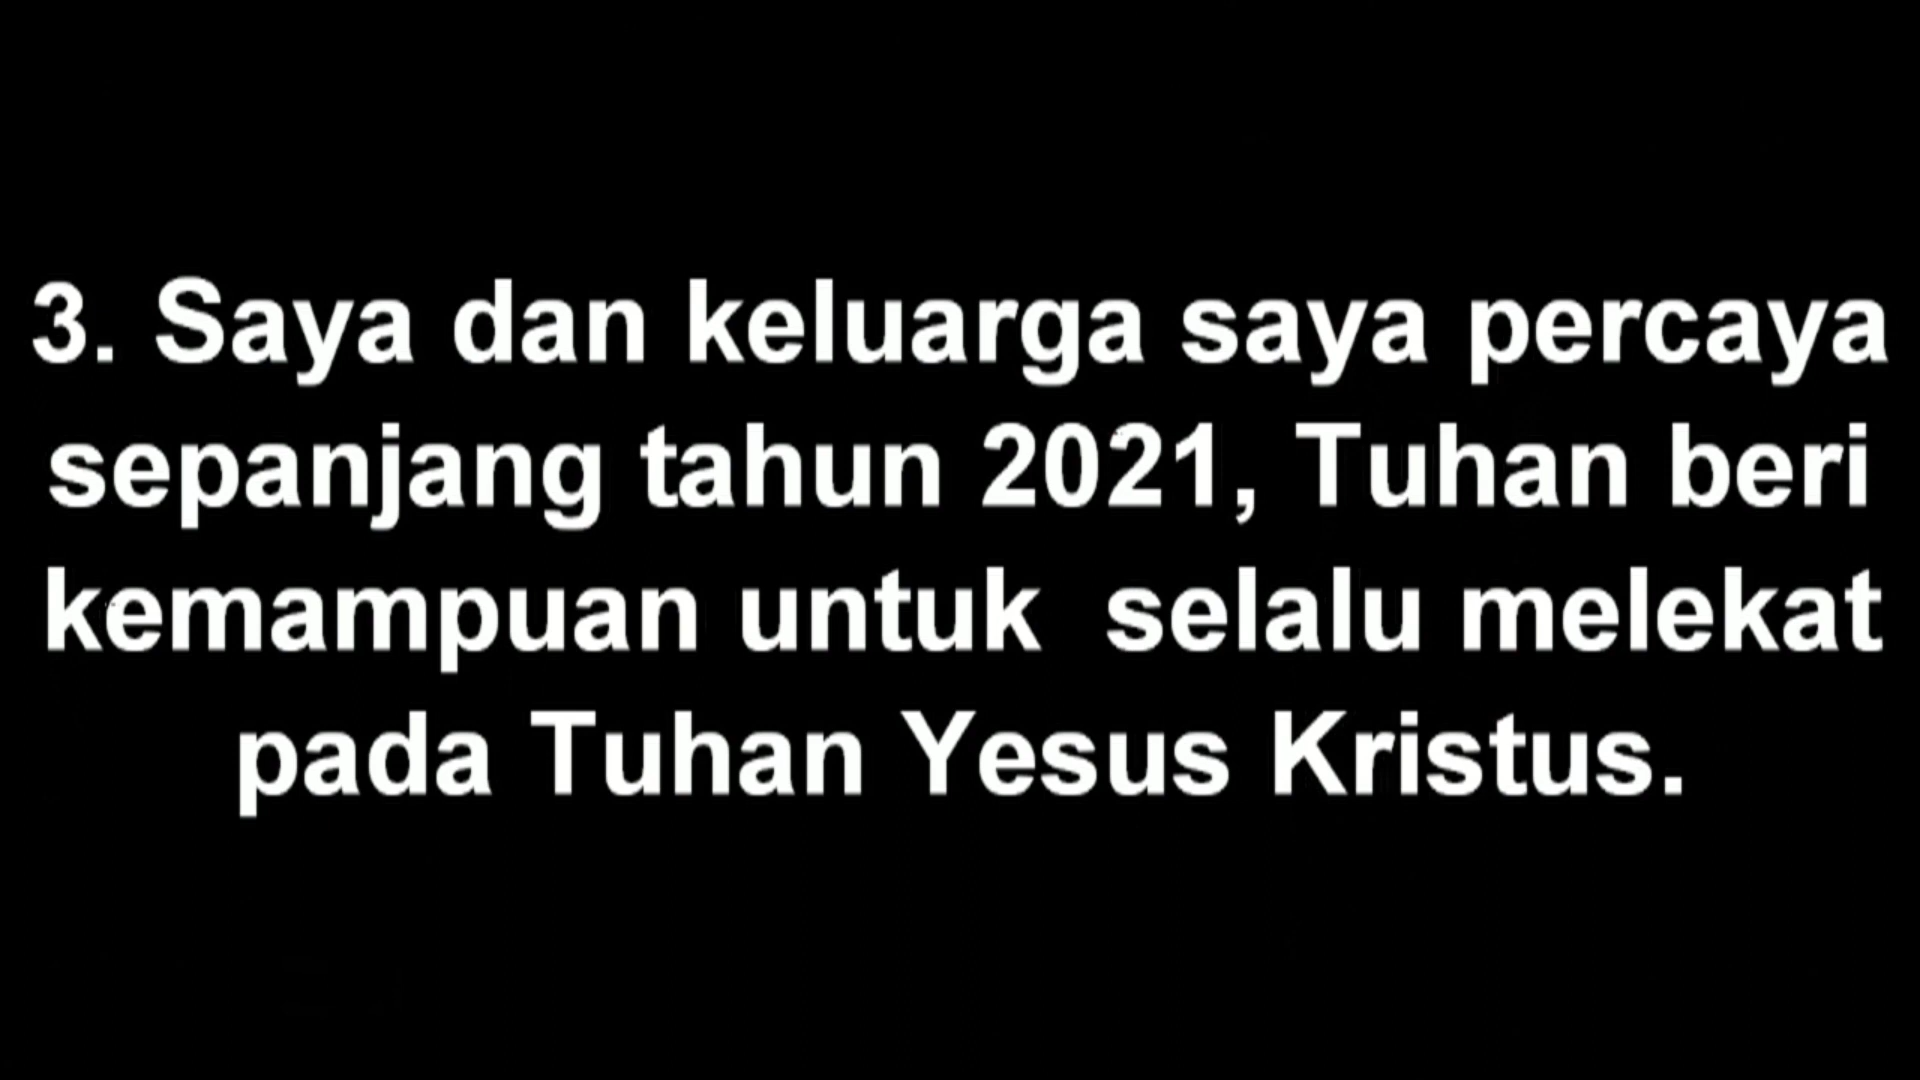 3. Saya dan keluarga saya percaya
sepanjang tahun 2021, Tuhan beri
kemampuan untuk  selalu melekat
pada Tuhan Yesus Kristus.